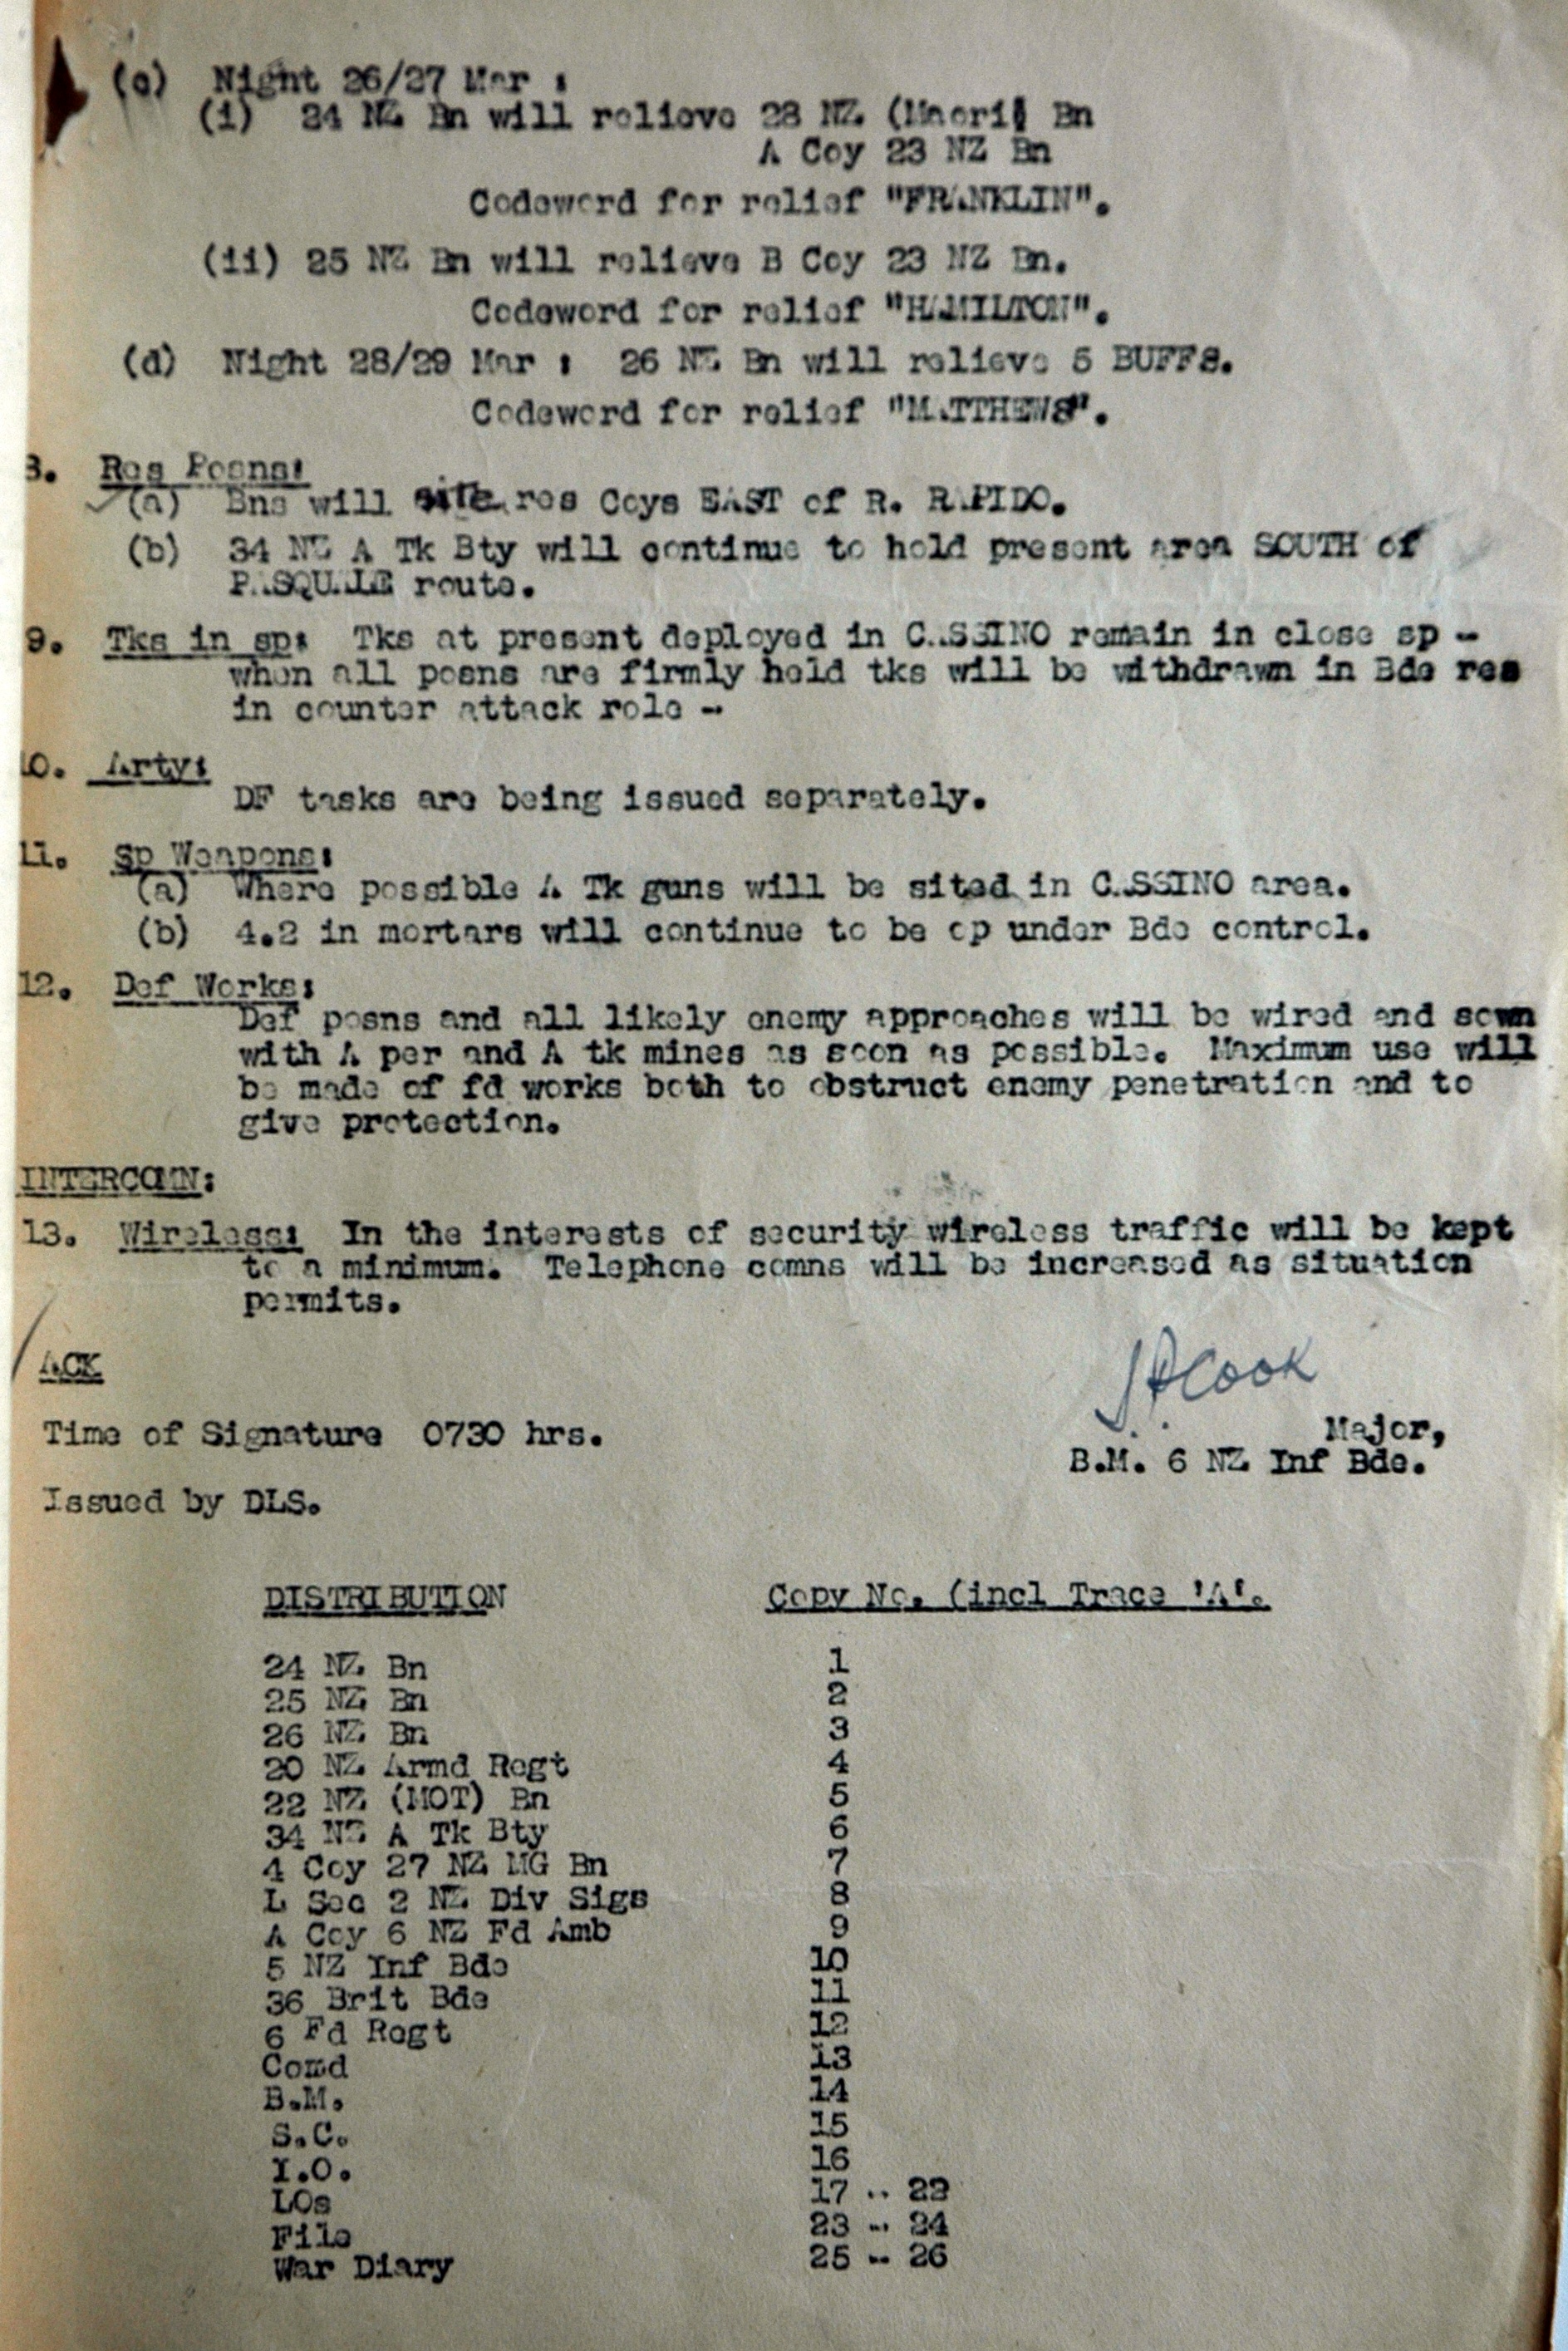 (c) Night 26/27 Mar :
(i) 24 NZ Bn will relieve 28 NZ (Maori) Bn
A Coy 23 NZ Bn
Codeword for relief "FRANKLIN".
(ii) 25 NZ Bn will relieve B Coy 23 NZ Bn.
Codeword for relief "HAMILTON".
(d) Night 28/29 Mar : 26 NZ Bn will relieve 5 BUFFS.
Codeword for relief "MATTHEWS".
8. Res Posns:
(a) Bns will site res Coys EAST of R. RAPIDO.
(b) 34 NZ A Tk Bty will continue to hold present area SOUTH of
PASQUALE route.
9. Tks in sp: Tks at present deployed in CASSINO remain in close sp -
when all posns are firmly held tks will be withdrawn in Bde res
in counter attack role -
10. Arty:
DF tasks are being issued separately.
11. Sp Weapons:
(a) Where possible A Tk guns will be sited in CASSINO area.
(b) 4.2 in mortars will continue to be op under Bde control.
12. Def Works:
Def posns and all likely enemy approaches will be wired and sown
with A per and A tk mines as soon as possible. Maximum use will
be made of fd works both to obstruct enemy penetration and to
give protection.
INTERCOMN:
13. Wireless: In the interests of security wireless traffic will be kept
to a minimum. Telephone comns will be increased as situation
permits.
ACK
Cook
Time of Signature 0730 hrs.
Major,
B.M. 6 NZ Inf Bde.
Issued by DLS.
DISTRIBUTION Copy No. (incl Trace 'A'.
24 NZ Bn 1
25 NZ Bn 2
26 NZ Bn 3
20 NZ Armd Regt 4
22 NZ (MOT) Bn 5
34 NZ A Tk Bty 6
4 Coy 27 NZ MG Bn 7
L Sec 2 NZ Div Sigs 8
A Coy 6 NZ Fd Amb 9
5 NZ Inf Bde 10
36 Brit Bde 11
6 Fd Regt 12
Comd 13
B.M. 14
S.C. 15
I.O. 16
LOs 17 - 22
File 23 - 24
War Diary 25 - 26